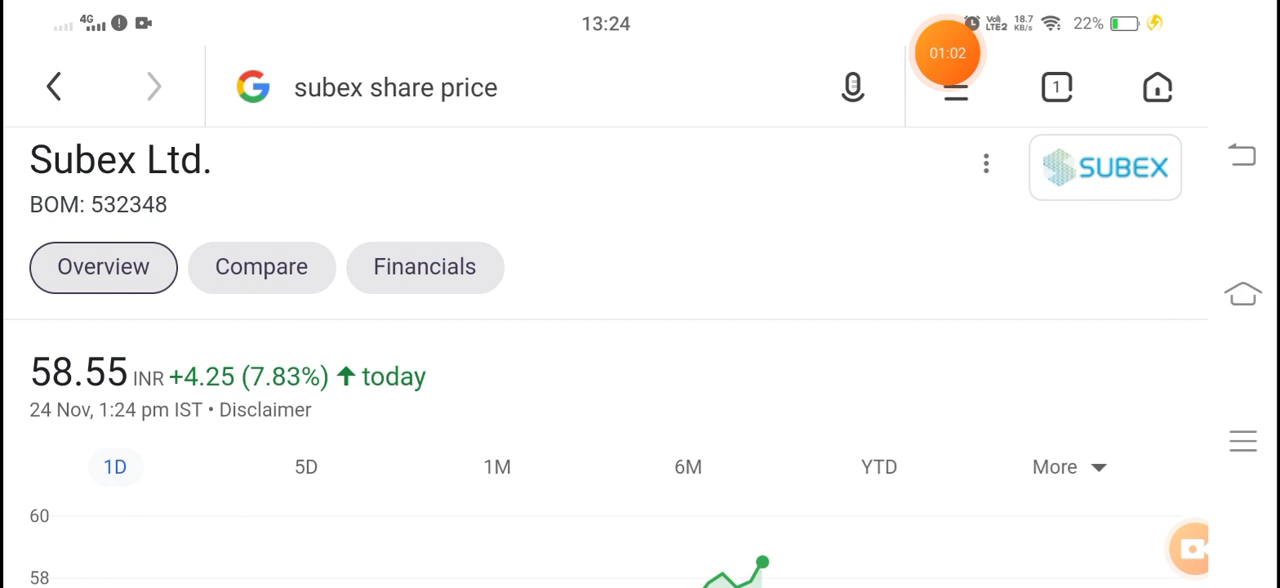 4G 13:24 Vo) LTE2 18.7 KB/s 22%
01:02
subex share price 1
Subex Ltd. SUBEX
BOM: 532348
Overview Compare Financials
58.55 INR +4.25 (7.83%) ↑ today
24 Nov, 1:24 pm IST • Disclaimer
1D 5D 1M 6M YTD More
60
58